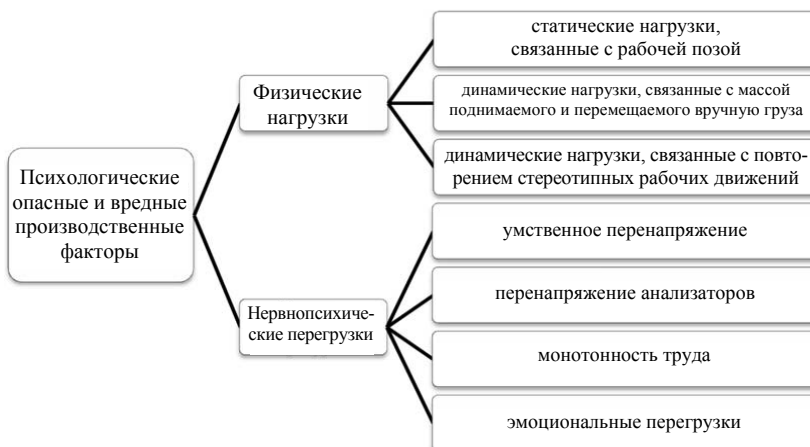 Психологические
опасные и вредные
производственные
факторы
Физические
нагрузки
статические нагрузки,
связанные с рабочей позой
динамические нагрузки, связанные с массой
поднимаемого и перемещаемого вручную груза
динамические нагрузки, связанные с повто-
рением стереотипных рабочих движений
Нервнопсихиче-
ские перегрузки
умственное перенапряжение
перенапряжение анализаторов
монотонность труда
эмоциональные перегрузки